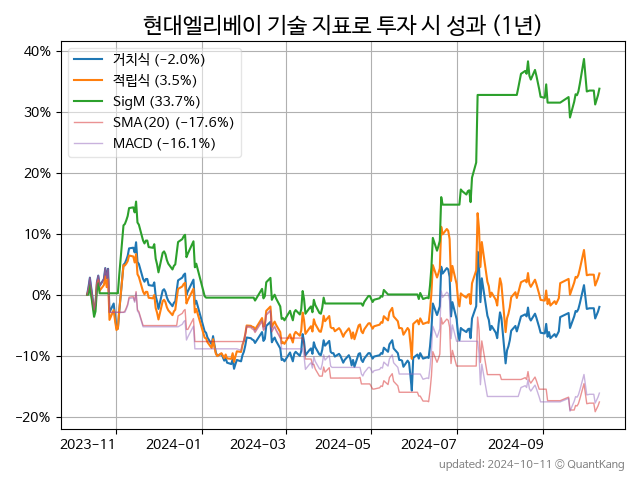 현대엘리베이 기술 지표로 투자 시 성과 (1년)
거치식 (−2.0%)
적립식 (3.5%)
SigM (33.7%)
SMA(20) (−17.6%)
MACD (−16.1%)
40%
30%
20%
10%
0%
−10%
−20%
2023-11 2024-01 2024-03 2024-05 2024-07 2024-09
updated: 2024-10-11 © QuantKang